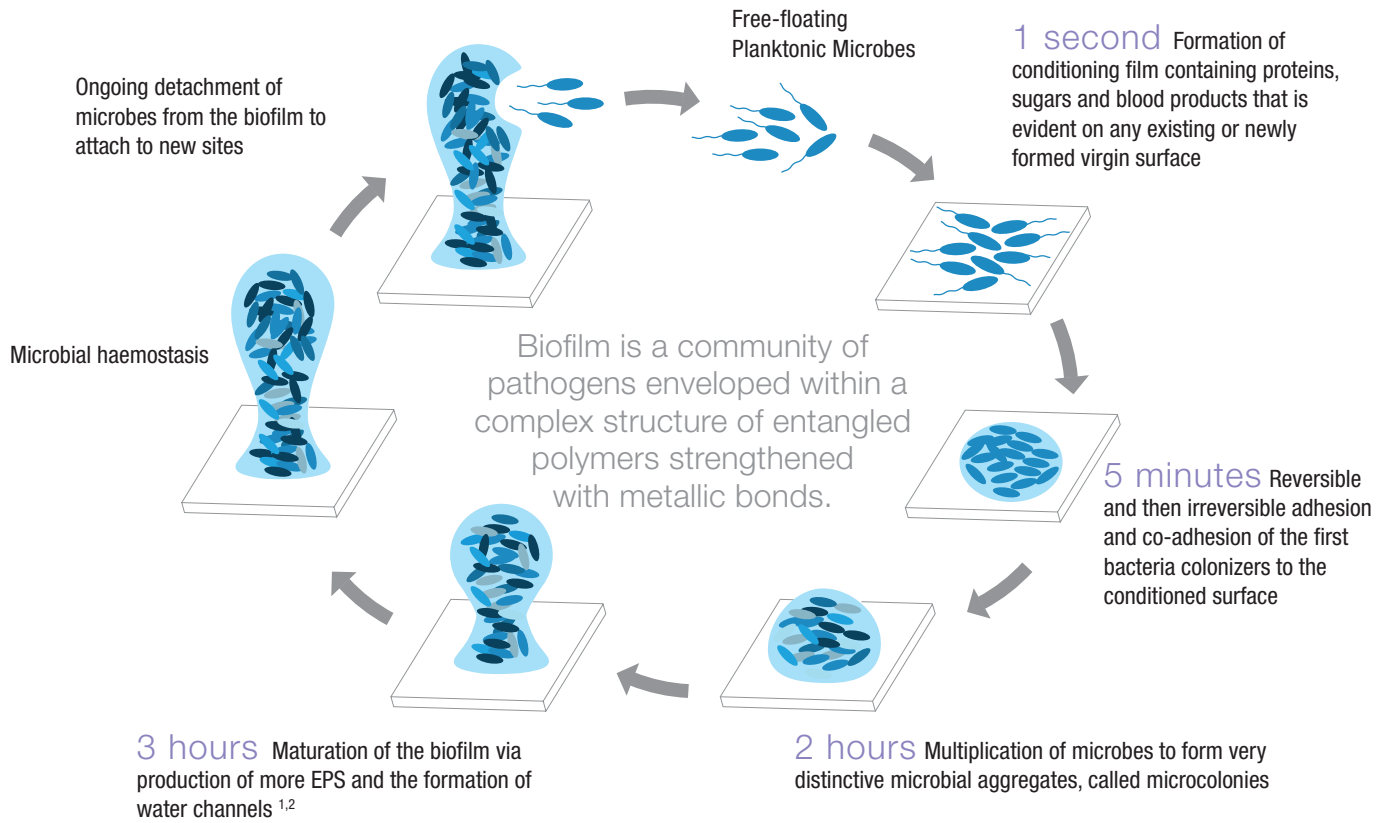 Free-floating
Planktonic Microbes
1 second Formation of
conditioning film containing proteins,
sugars and blood products that is
evident on any existing or newly
formed virgin surface
5 minutes Reversible
and then irreversible adhesion
and co-adhesion of the first
bacteria colonizers to the
conditioned surface
2 hours Multiplication of microbes to form very
distinctive microbial aggregates, called microcolonies
3 hours Maturation of the biofilm via
production of more EPS and the formation of
water channels 1,2
Microbial haemostasis
Ongoing detachment of
microbes from the biofilm to
attach to new sites
Biofilm is a community of
pathogens enveloped within a
complex structure of entangled
polymers strengthened
with metallic bonds.